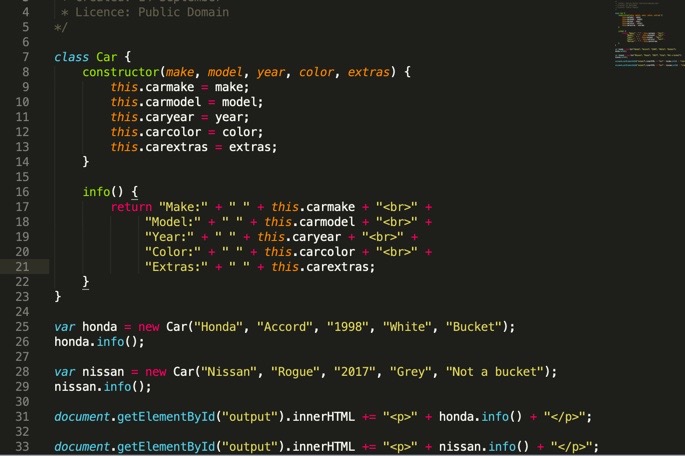 4 * Licence: Public Domain
5 */
6
7 class Car {
8 constructor(make, model, year, color, extras) {
9 this.carmake = make;
10 this.carmodel = model;
11 this.caryear = year;
12 this.carcolor = color;
13 this.carextras = extras;
14 }
15
16 info() {
17 return "Make:" + " " + this.carmake + "<br>" +
18 "Model:" + " " + this.carmodel + "<br>" +
19 "Year:" + " " + this.caryear + "<br>" +
20 "Color:" + " " + this.carcolor + "<br>" +
21 "Extras:" + " " + this.carextras;
22 }
23 }
24
25 var honda = new Car("Honda", "Accord", "1998", "White", "Bucket");
26 honda.info();
27
28 var nissan = new Car("Nissan", "Rogue", "2017", "Grey", "Not a bucket");
29 nissan.info();
30
31 document.getElementById("output").innerHTML += "<p>" + honda.info() + "</p>";
32
33 document.getElementById("output").innerHTML += "<p>" + nissan.info() + "</p>";